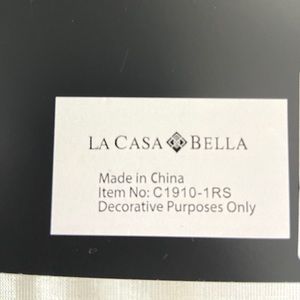 LA CASA BELLA
Made in China
Item No: C1910-1RS
Decorative Purposes Only